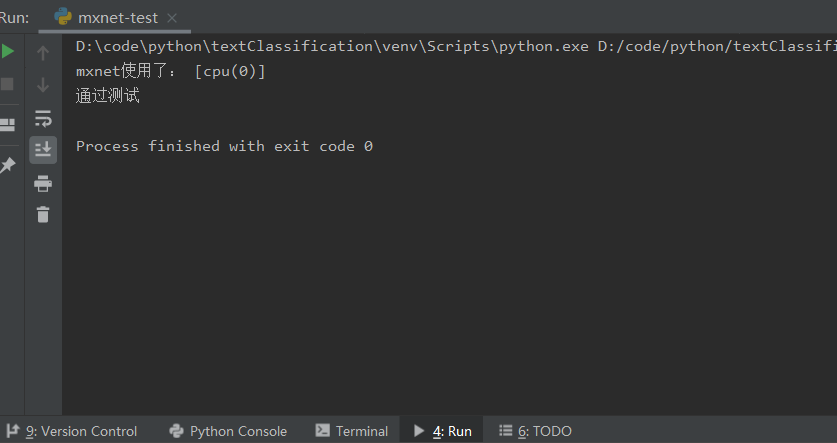 Run:
mxnet-test
D:\code\python\textClassification\venv\Scripts\python.exe D:/code/python/textClassifi
mxnet使用了： [cpu(0)]
通过测试
Process finished with exit code 0
9: Version Control
Python Console
Terminal
4: Run
6: TODO